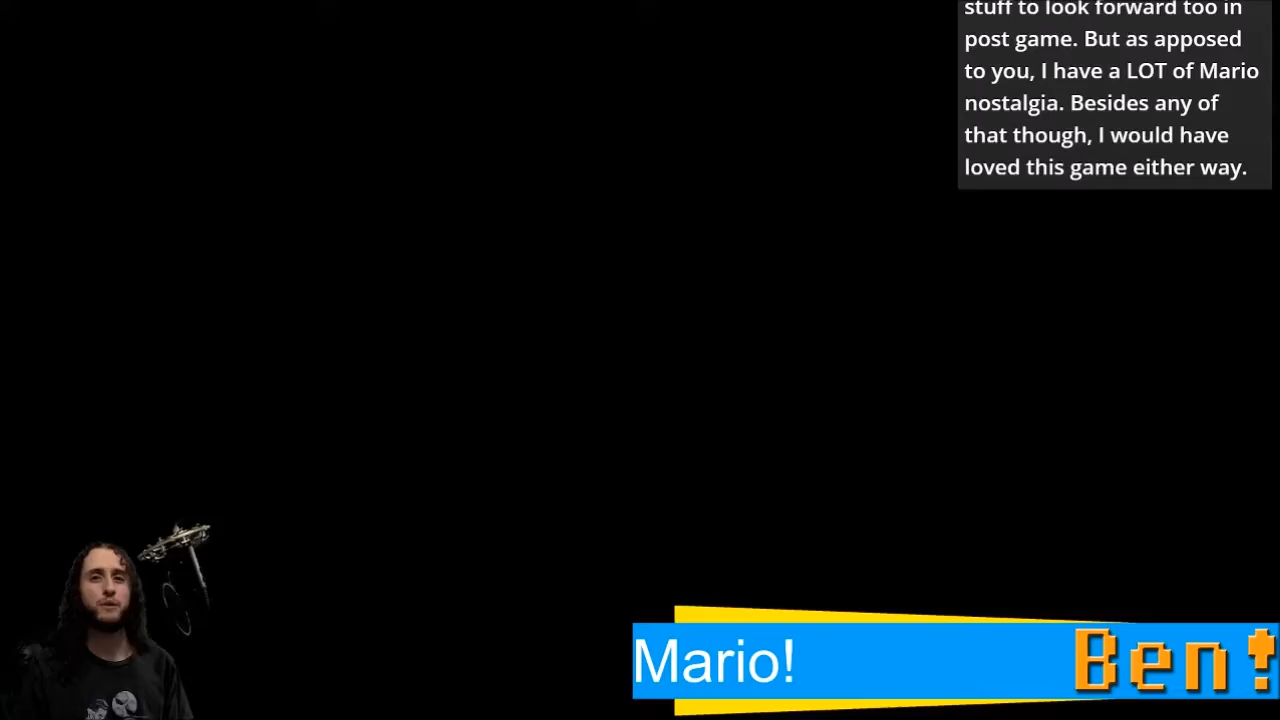 stuff to look forward too in
post game. But as apposed
to you, I have a LOT of Mario
nostalgia. Besides any of
that though, I would have
loved this game either way.
Mario!
Ben!